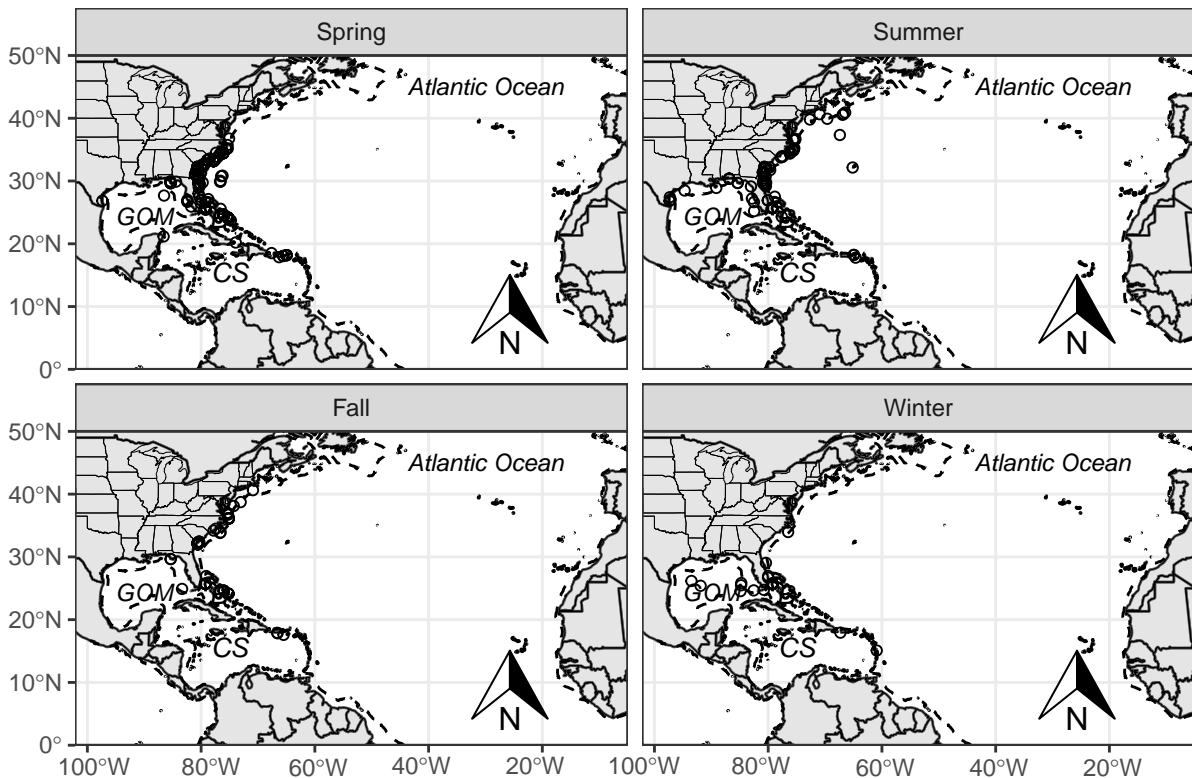 Spring Summer
50°N
Atlantic Ocean Atlantic Ocean
40°N
30°N
GOM GOM
20°N
CS CS
10°N
N N
0°
Fall Winter
50°N
Atlantic Ocean Atlantic Ocean
40°N
30°N
GOM GOM
20°N
CS CS
10°N
N N
0°
100°W 80°W 60°W 40°W 20°W 100°W 80°W 60°W 40°W 20°W